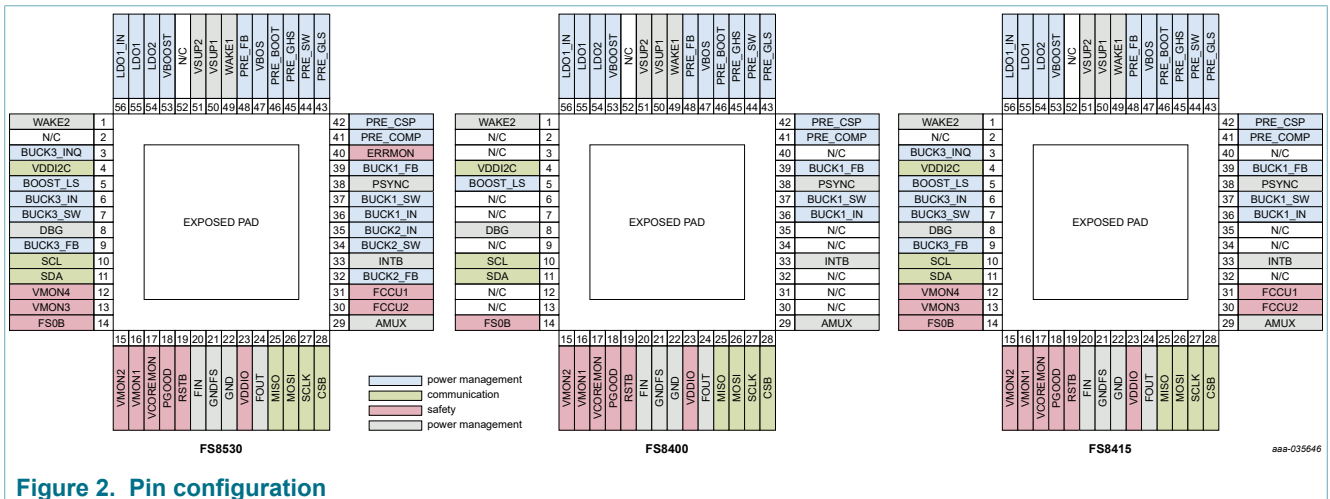 LDO1_IN LDO1 LDO2 VBOOST N/C VSUP2 VSUP1 WAKE1 PRE_FB VBOS PRE_BOOT PRE_GHS PRE_SW PRE_GLS
56 55 54 53 52 51 50 49 48 47 46 45 44 43
WAKE2 1
N/C 2
BUCK3_INQ 3
VDDI2C 4
BOOST_LS 5
BUCK3_IN 6
BUCK3_SW 7
DBG 8
BUCK3_FB 9
SCL 10
SDA 11
VMON4 12
VMON3 13
FS0B 14
EXPOSED PAD
42 PRE_CSP
41 PRE_COMP
40 ERRMON
39 BUCK1_FB
38 PSYNC
37 BUCK1_SW
36 BUCK1_IN
35 BUCK2_IN
34 BUCK2_SW
33 INTB
32 BUCK2_FB
31 FCCU1
30 FCCU2
29 AMUX
15 16 17 18 19 20 21 22 23 24 25 26 27 28
VMON2 VMON1 VCOREMON PGOOD RSTB FIN GNDFS GND VDDIO FOUT MISO MOSI SCLK CSB
FS8530
LDO1_IN LDO1 LDO2 VBOOST N/C VSUP2 VSUP1 WAKE1 PRE_FB VBOS PRE_BOOT PRE_GHS PRE_SW PRE_GLS
56 55 54 53 52 51 50 49 48 47 46 45 44 43
WAKE2 1
N/C 2
N/C 3
VDDI2C 4
BOOST_LS 5
N/C 6
N/C 7
DBG 8
N/C 9
SCL 10
SDA 11
N/C 12
N/C 13
FS0B 14
EXPOSED PAD
42 PRE_CSP
41 PRE_COMP
40 N/C
39 BUCK1_FB
38 PSYNC
37 BUCK1_SW
36 BUCK1_IN
35 N/C
34 N/C
33 INTB
32 N/C
31 N/C
30 N/C
29 AMUX
15 16 17 18 19 20 21 22 23 24 25 26 27 28
VMON2 VMON1 VCOREMON PGOOD RSTB FIN GNDFS GND VDDIO FOUT MISO MOSI SCLK CSB
FS8400
LDO1_IN LDO1 LDO2 VBOOST N/C VSUP2 VSUP1 WAKE1 PRE_FB VBOS PRE_BOOT PRE_GHS PRE_SW PRE_GLS
56 55 54 53 52 51 50 49 48 47 46 45 44 43
WAKE2 1
N/C 2
BUCK3_INQ 3
VDDI2C 4
BOOST_LS 5
BUCK3_IN 6
BUCK3_SW 7
DBG 8
BUCK3_FB 9
SCL 10
SDA 11
VMON4 12
VMON3 13
FS0B 14
EXPOSED PAD
42 PRE_CSP
41 PRE_COMP
40 N/C
39 BUCK1_FB
38 PSYNC
37 BUCK1_SW
36 BUCK1_IN
35 N/C
34 N/C
33 INTB
32 N/C
31 FCCU1
30 FCCU2
29 AMUX
15 16 17 18 19 20 21 22 23 24 25 26 27 28
VMON2 VMON1 VCOREMON PGOOD RSTB FIN GNDFS GND VDDIO FOUT MISO MOSI SCLK CSB
FS8415
power management
communication
safety
power management
aaa-035646
Figure 2. Pin configuration